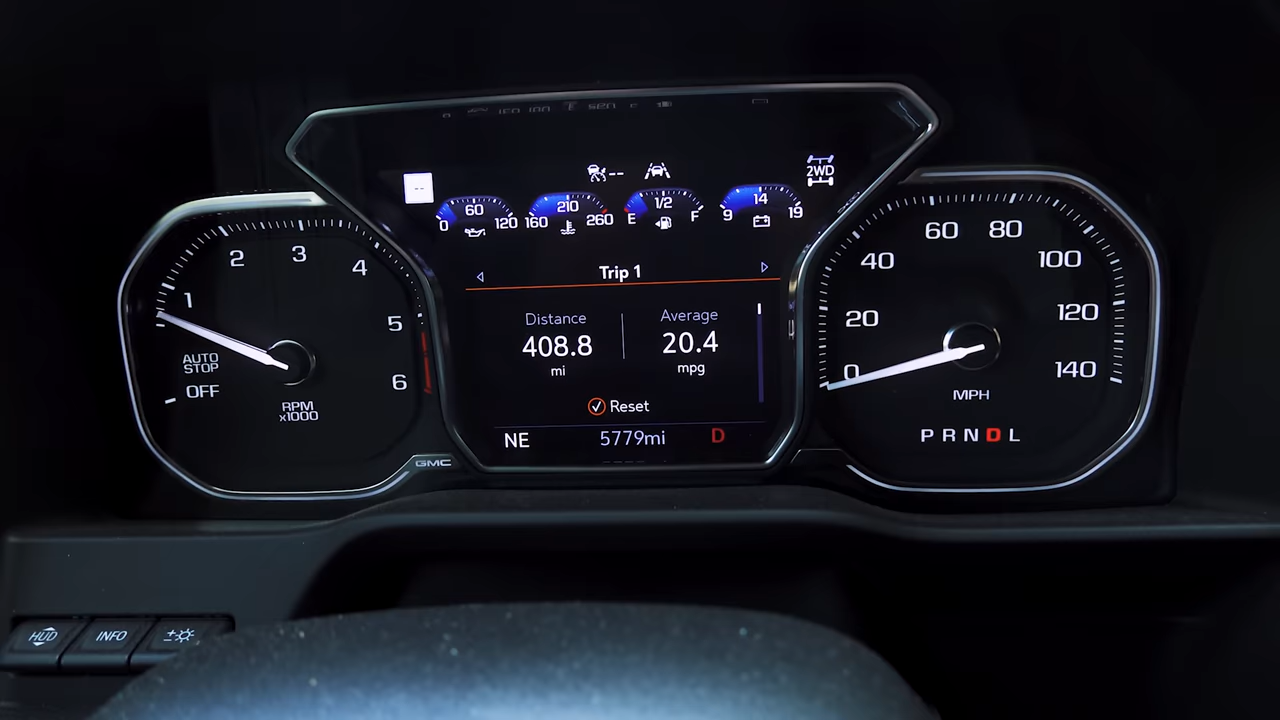 --
--
2WD
60
0 120
210
160 260
1/2
E F
14
9 19
Trip 1
Distance
408.8
mi
Average
20.4
mpg
Reset
NE 5779mi D
1
2
3
4
5
6
AUTO
STOP
OFF
RPM
x1000
GMC
0
20
40
60
80
100
120
140
MPH
P R N D L
HUD
INFO